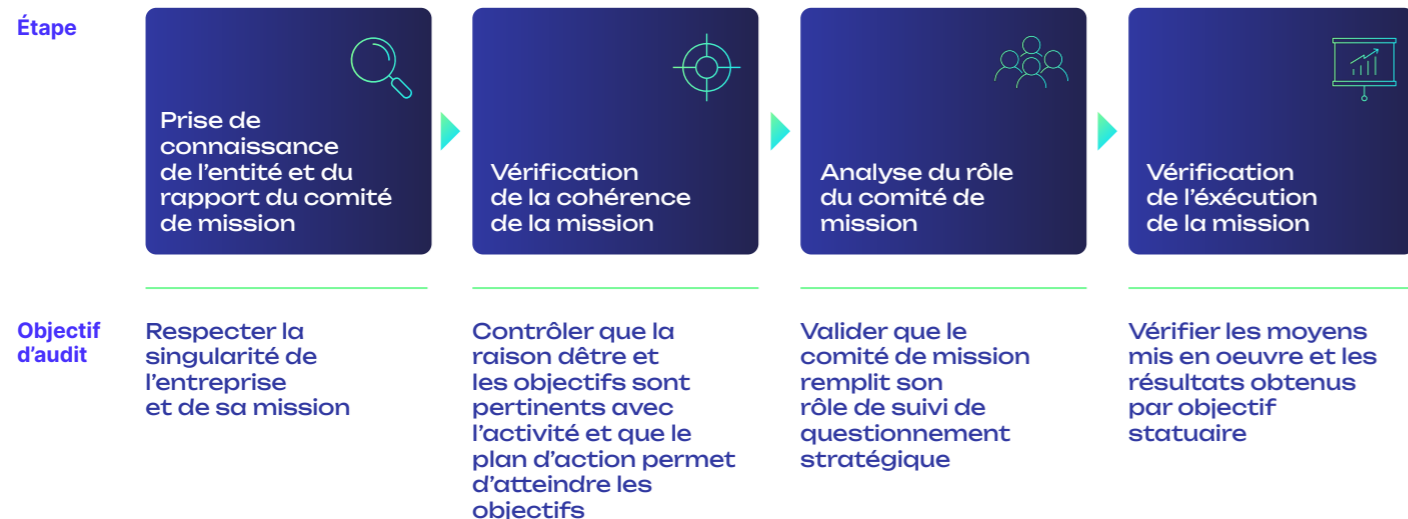 Étape
Prise de
connaissance
de l’entité et du
rapport du comité
de mission
Vérification
de la cohérence
de la mission
Analyse du rôle
du comité de
mission
Vérification
de l’éxécution
de la mission
Objectif
d’audit
Respecter la
singularité de
l’entreprise
et de sa mission
Contrôler que la
raison dêtre et
les objectifs sont
pertinents avec
l’activité et que le
plan d’action permet
d’atteindre les
objectifs
Valider que le
comité de mission
remplit son
rôle de suivi de
questionnement
stratégique
Vérifier les moyens
mis en oeuvre et les
résultats obtenus
par objectif
statuaire